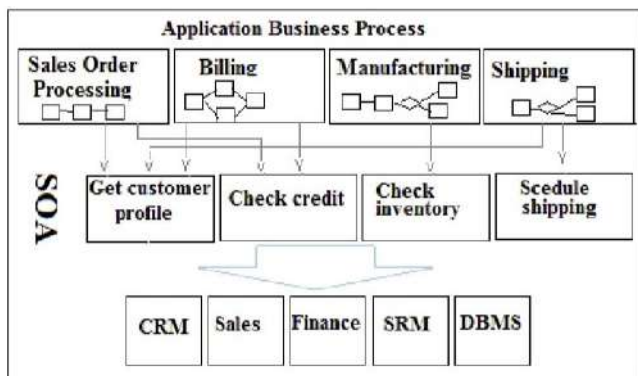 Application Business Process
Sales Order
Processing
Billing
Manufacturing
Shipping
SOA
Get customer
profile
Check credit
Check
inventory
Scedule
shipping
CRM
Sales
Finance
SRM
DBMS